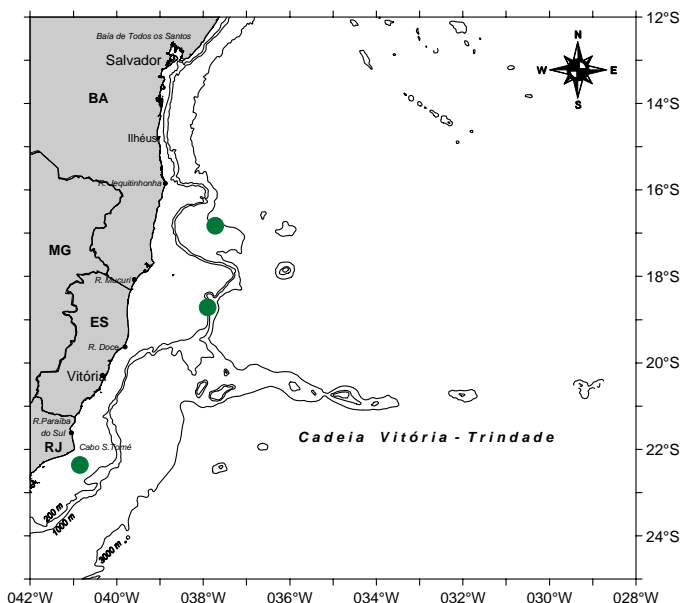 12°S
Baía de Todos os Santos
N
Salvador
W E
S
BA
14°S
Ilhéus
R. Jequitinhonha
16°S
MG
R. Mucuri
18°S
ES
R. Doce
20°S
Vitória
R.Paraíba
do Sul
Cadeia Vitória - Trindade
RJ
Cabo S.Tomé
22°S
200 m
1000 m
3000 m
24°S
042°W 040°W 038°W 036°W 034°W 032°W 030°W 28°W